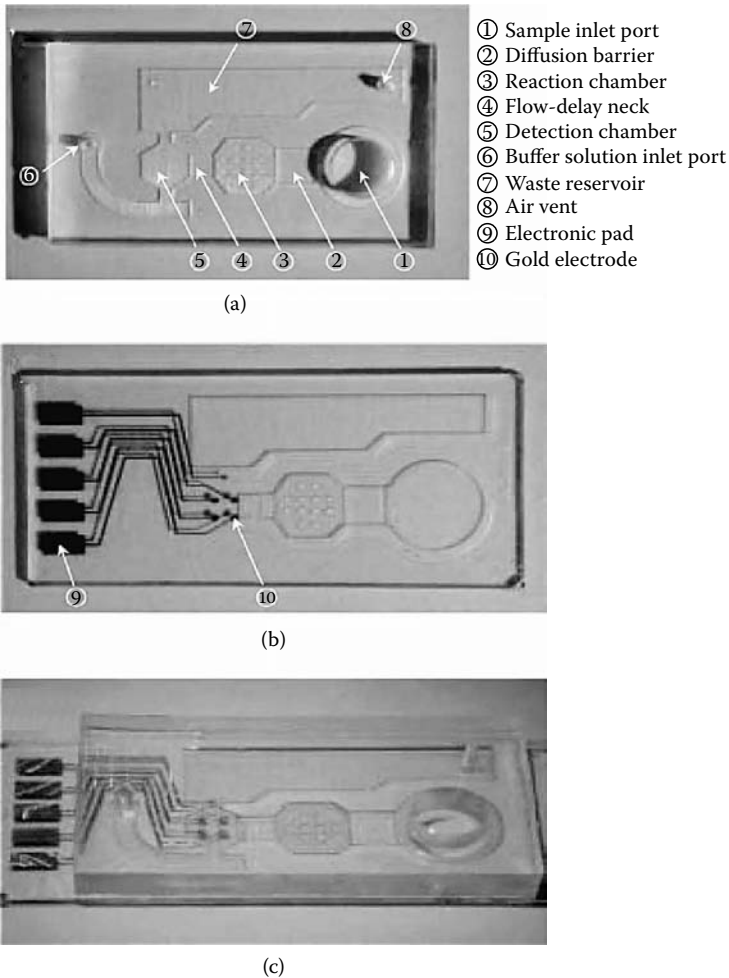 ⑦
⑧
⑥
⑤
④
③
②
①
① Sample inlet port
② Diffusion barrier
③ Reaction chamber
④ Flow-delay neck
⑤ Detection chamber
⑥ Buffer solution inlet port
⑦ Waste reservoir
⑧ Air vent
⑨ Electronic pad
⑩ Gold electrode
(a)
⑨
⑩
(b)
(c)